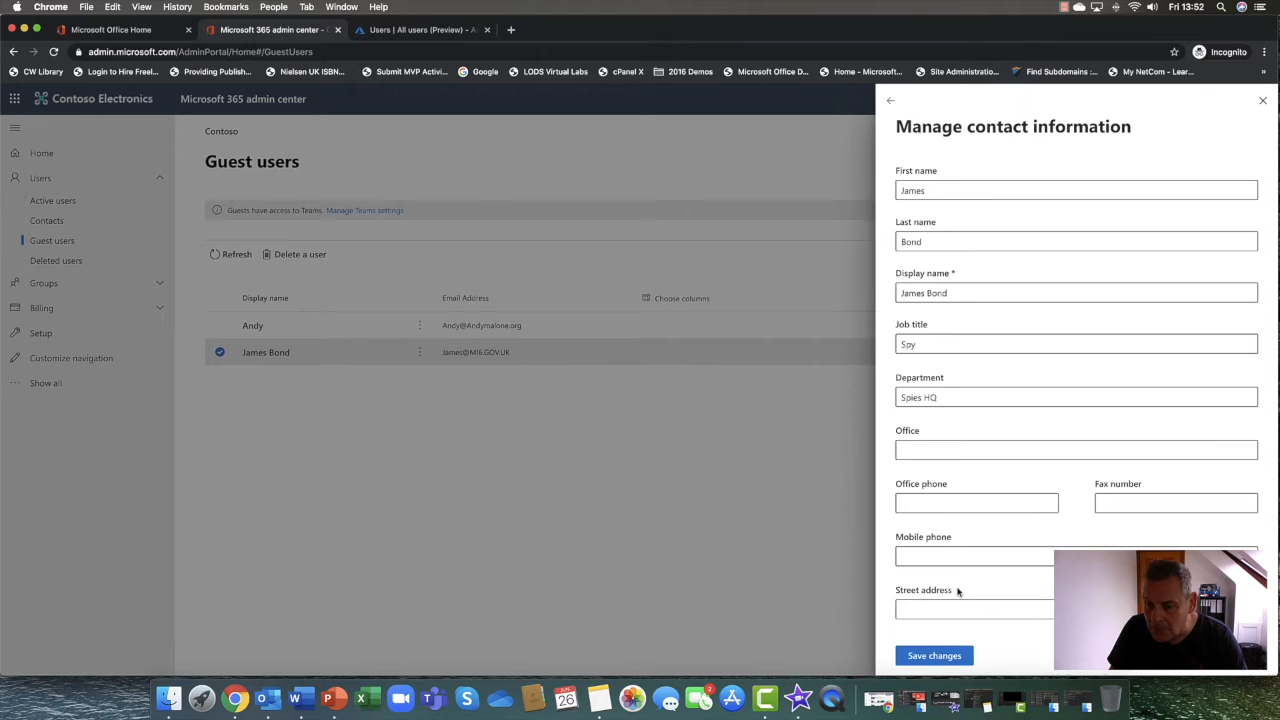 Chrome File Edit View History Bookmarks People Tab Window Help
Fri 13:52
Microsoft Office Home
Microsoft 365 admin center - 
Users | All users (Preview) - A
admin.microsoft.com/AdminPortal/Home#/GuestUsers
Incognito
CW Library
Login to Hire Freel...
Providing Publish...
Nielsen UK ISBN...
Submit MVP Activi...
Google
LODS Virtual Labs
cPanel X
2016 Demos
Microsoft Office D...
Home - Microsoft...
Site Administratio...
Find Subdomains :...
My NetCom - Lear...
»
Contoso Electronics
Microsoft 365 admin center
Home
Users
Active users
Contacts
Guest users
Deleted users
Groups
Billing
Setup
Customize navigation
Show all
Contoso
Guest users
Guests have access to Teams. Manage Teams settings
Refresh
Delete a user
Display name
Email Address
Choose columns
Andy
Andy@Andymalone.org
James Bond
James@MI6.GOV.UK
Manage contact information
First name
James
Last name
Bond
Display name *
James Bond
Job title
Spy
Department
Spies HQ
Office
Office phone
Fax number
Mobile phone
Street address
Save changes
JUN
26
2